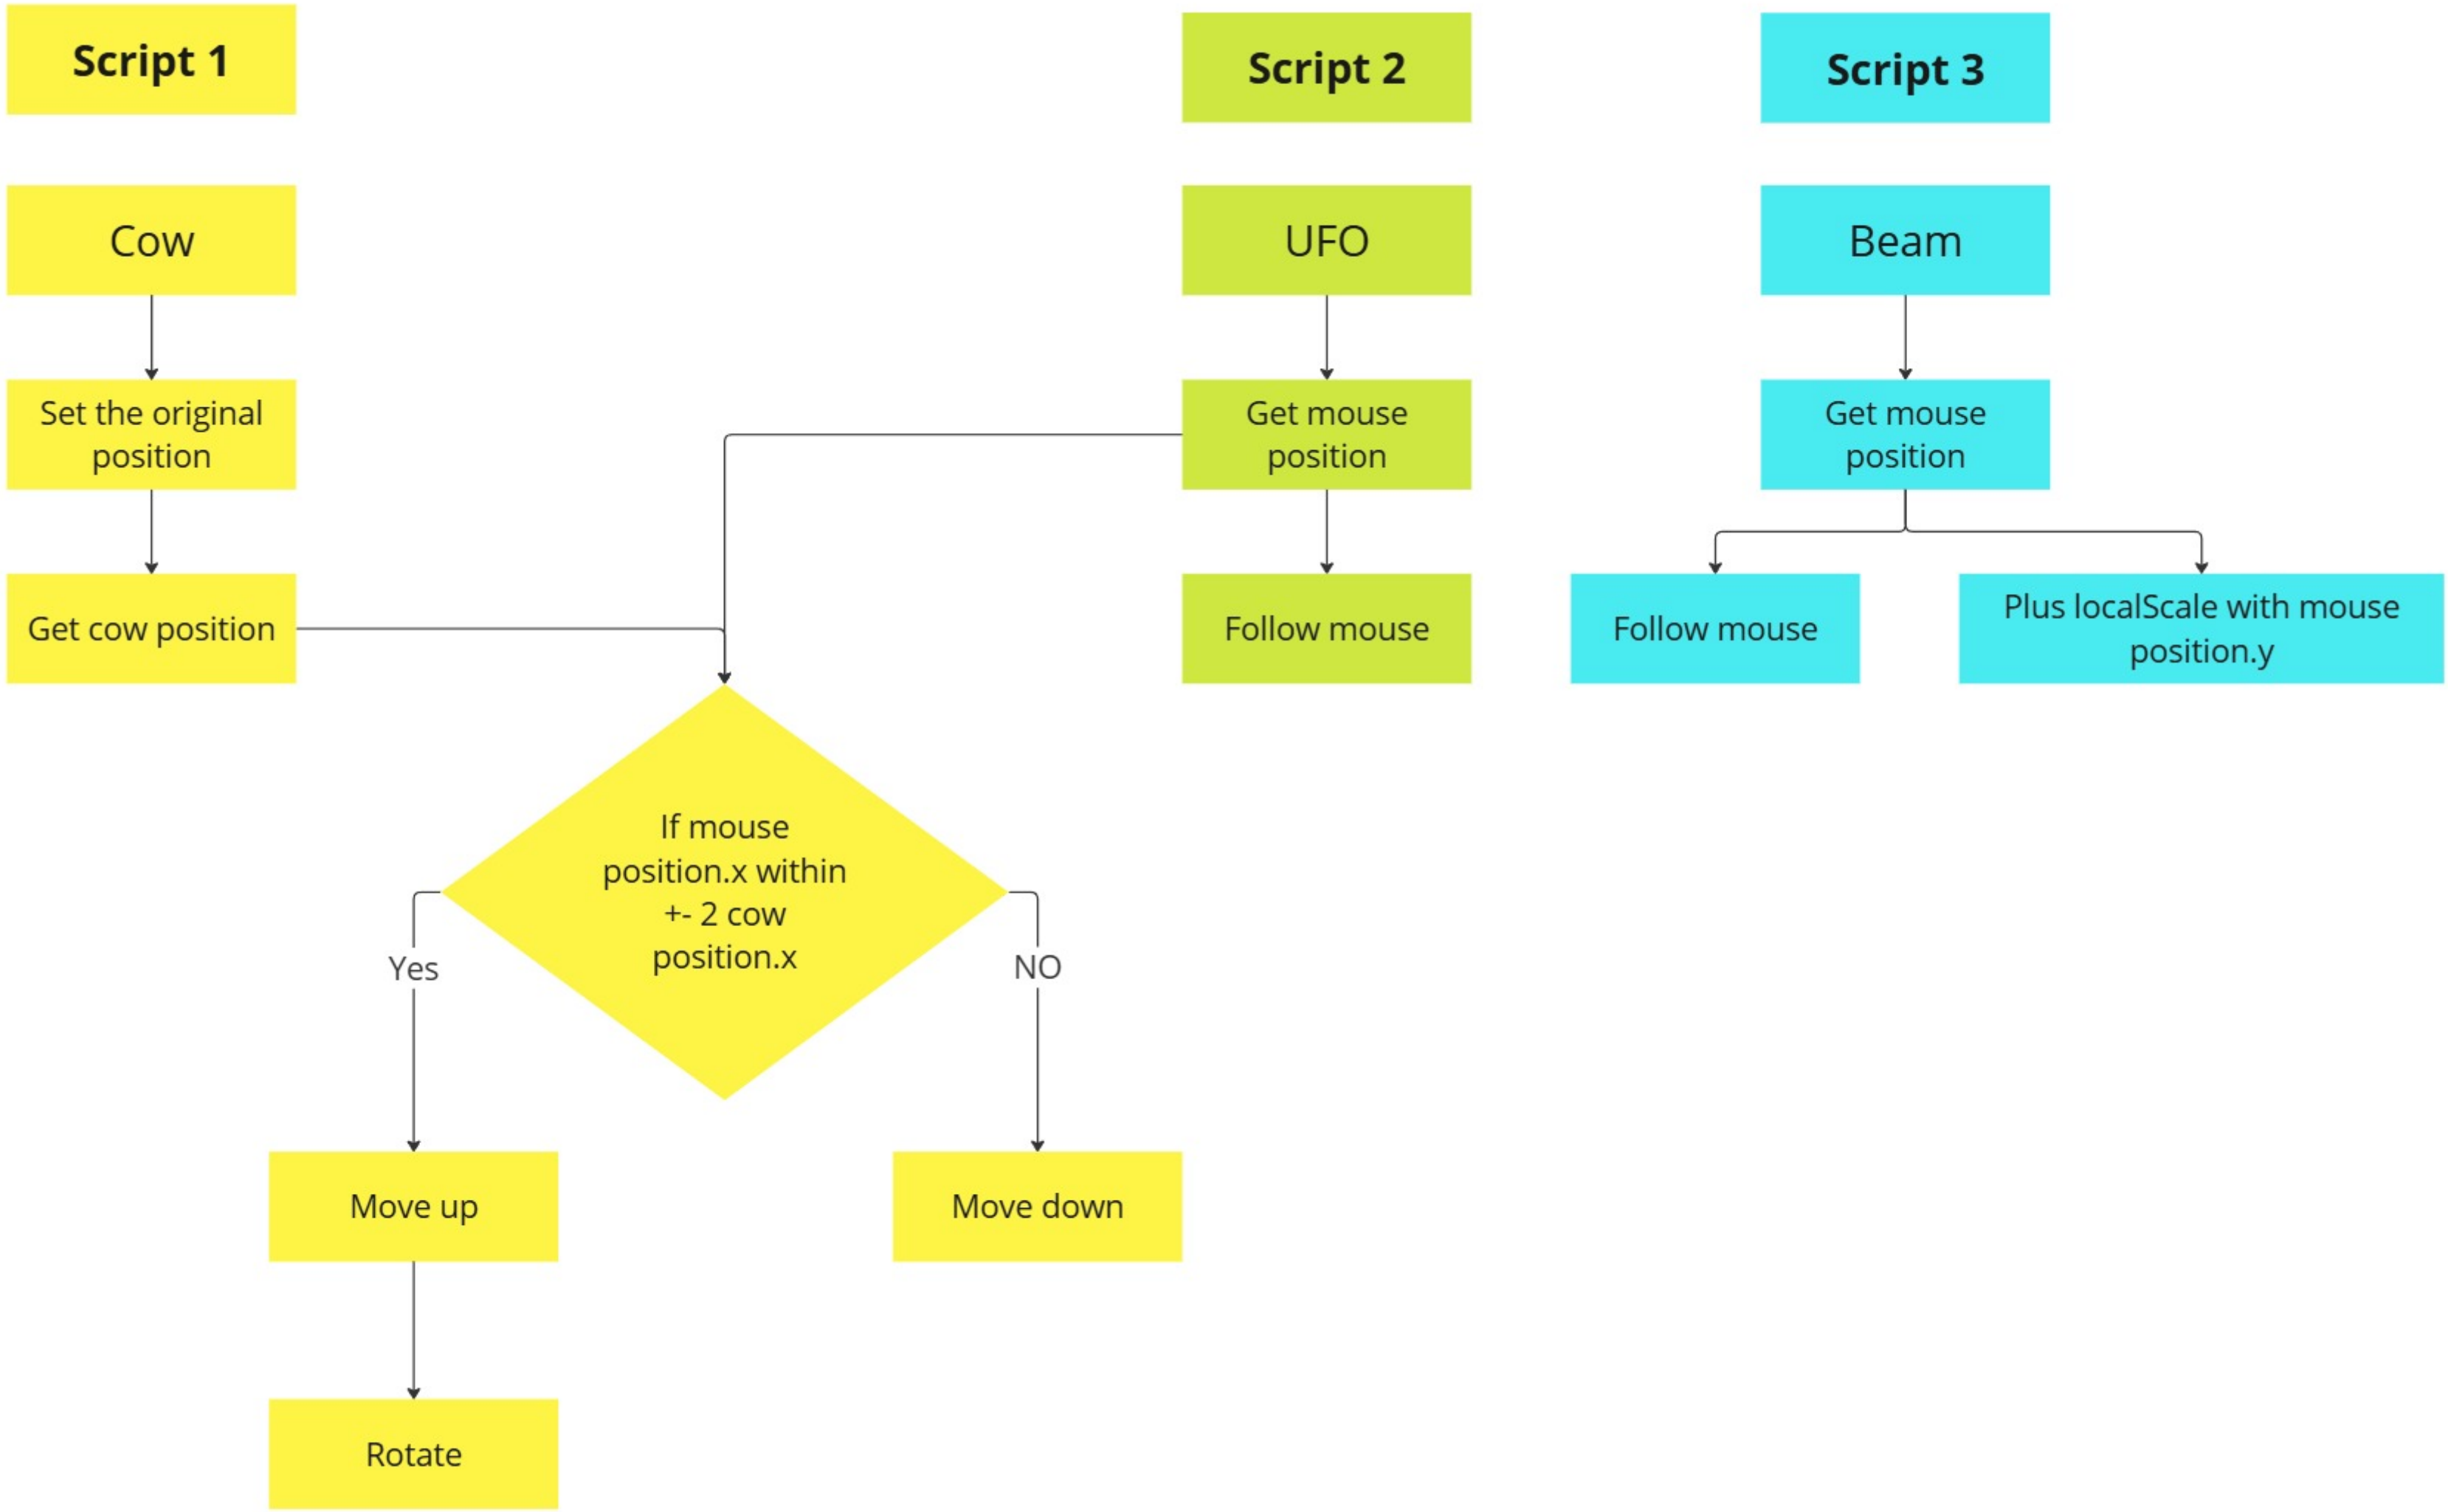 Script 1
Script 2
Script 3
Cow
UFO
Beam
Set the original
position
Get mouse
position
Get mouse
position
Get cow position
Follow mouse
Follow mouse
Plus localScale with mouse
position.y
If mouse
position.x within
+- 2 cow
position.x
Yes
NO
Move up
Move down
Rotate